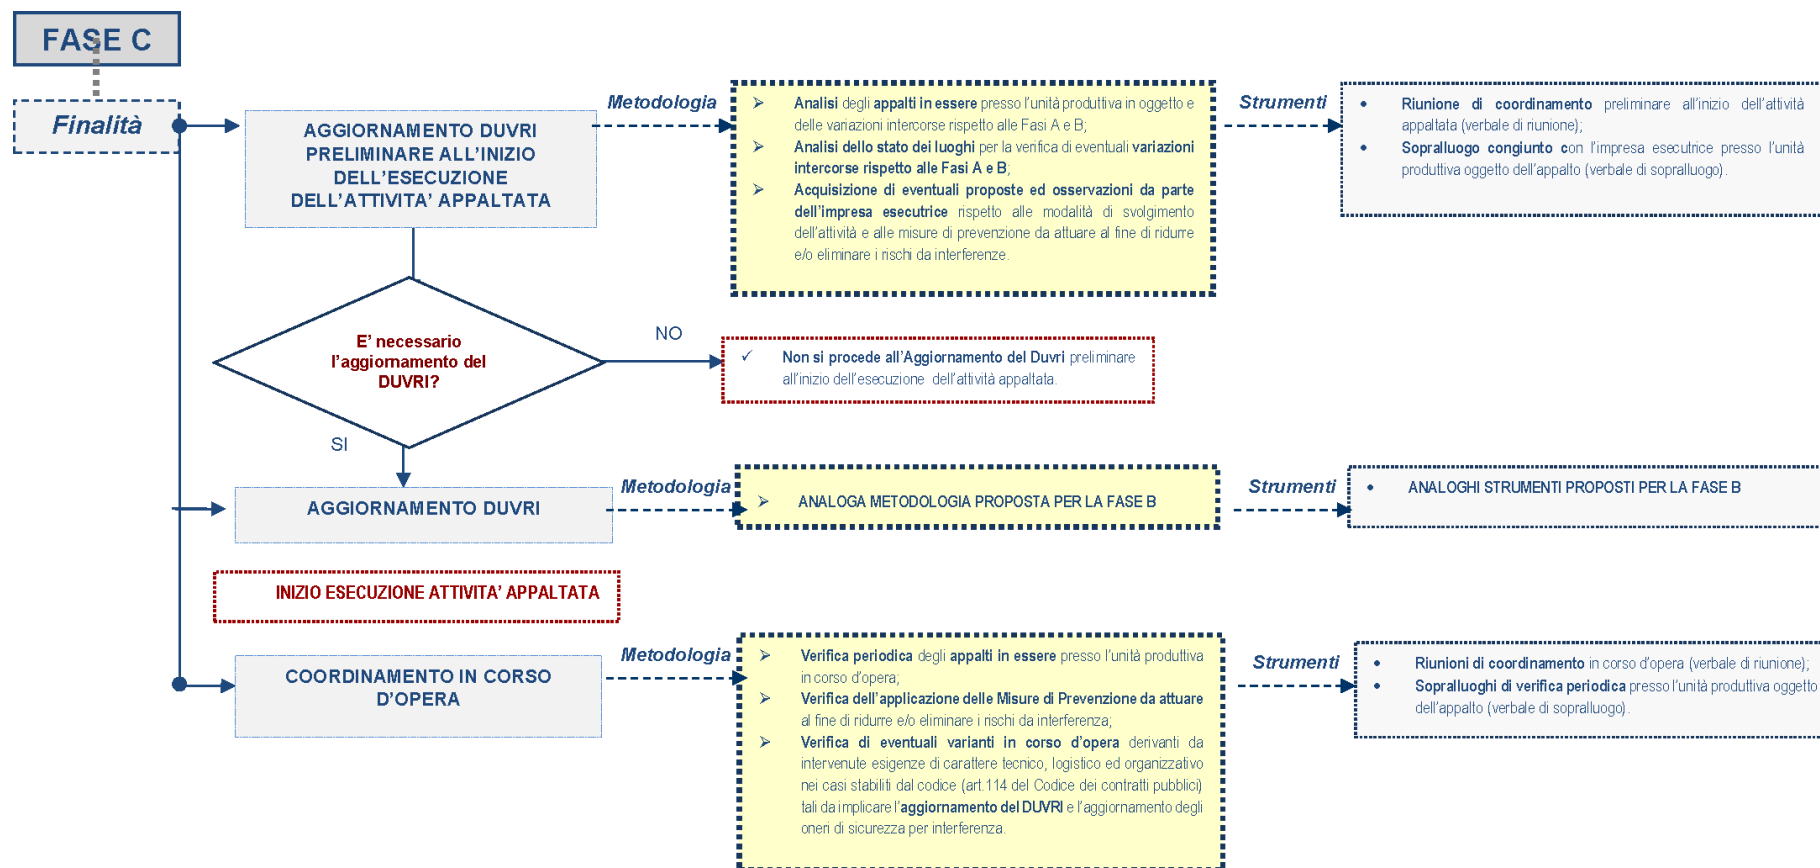 FASE C
Finalità
AGGIORNAMENTO DUVRI
PRELIMINARE ALL'INIZIO
DELL'ESECUZIONE
DELL'ATTIVITA' APPALTATA
Metodologia
➢ Analisi degli appalti in essere presso l'unità produttiva in oggetto e
delle variazioni intercorse rispetto alle Fasi A e B;
➢ Analisi dello stato dei luoghi per la verifica di eventuali variazioni
intercorse rispetto alle Fasi A e B;
➢ Acquisizione di eventuali proposte ed osservazioni da parte
dell'impresa esecutrice rispetto alle modalità di svolgimento
dell'attività e alle misure di prevenzione da attuare al fine di ridurre
e/o eliminare i rischi da interferenze.
Strumenti
• Riunione di coordinamento preliminare all'inizio dell'attività
appaltata (verbale di riunione);
• Sopralluogo congiunto con l'impresa esecutrice presso l'unità
produttiva oggetto dell'appalto (verbale di sopralluogo).
E' necessario
l'aggiornamento del
DUVRI?
NO
✓ Non si procede all'Aggiornamento del Duvri preliminare
all'inizio dell'esecuzione dell'attività appaltata.
SI
AGGIORNAMENTO DUVRI
Metodologia
➢ ANALOGA METODOLOGIA PROPOSTA PER LA FASE B
Strumenti
• ANALOGHI STRUMENTI PROPOSTI PER LA FASE B
INIZIO ESECUZIONE ATTIVITA' APPALTATA
COORDINAMENTO IN CORSO
D'OPERA
Metodologia
➢ Verifica periodica degli appalti in essere presso l'unità produttiva
in corso d'opera;
➢ Verifica dell'applicazione delle Misure di Prevenzione da attuare
al fine di ridurre e/o eliminare i rischi da interferenza;
➢ Verifica di eventuali varianti in corso d'opera derivanti da
intervenute esigenze di carattere tecnico, logistico ed organizzativo
nei casi stabiliti dal codice (art.114 del Codice dei contratti pubblici)
tali da implicare l'aggiornamento del DUVRI e l'aggiornamento degli
oneri di sicurezza per interferenza.
Strumenti
• Riunioni di coordinamento in corso d'opera (verbale di riunione);
• Sopralluoghi di verifica periodica presso l'unità produttiva oggetto
dell'appalto (verbale di sopralluogo).